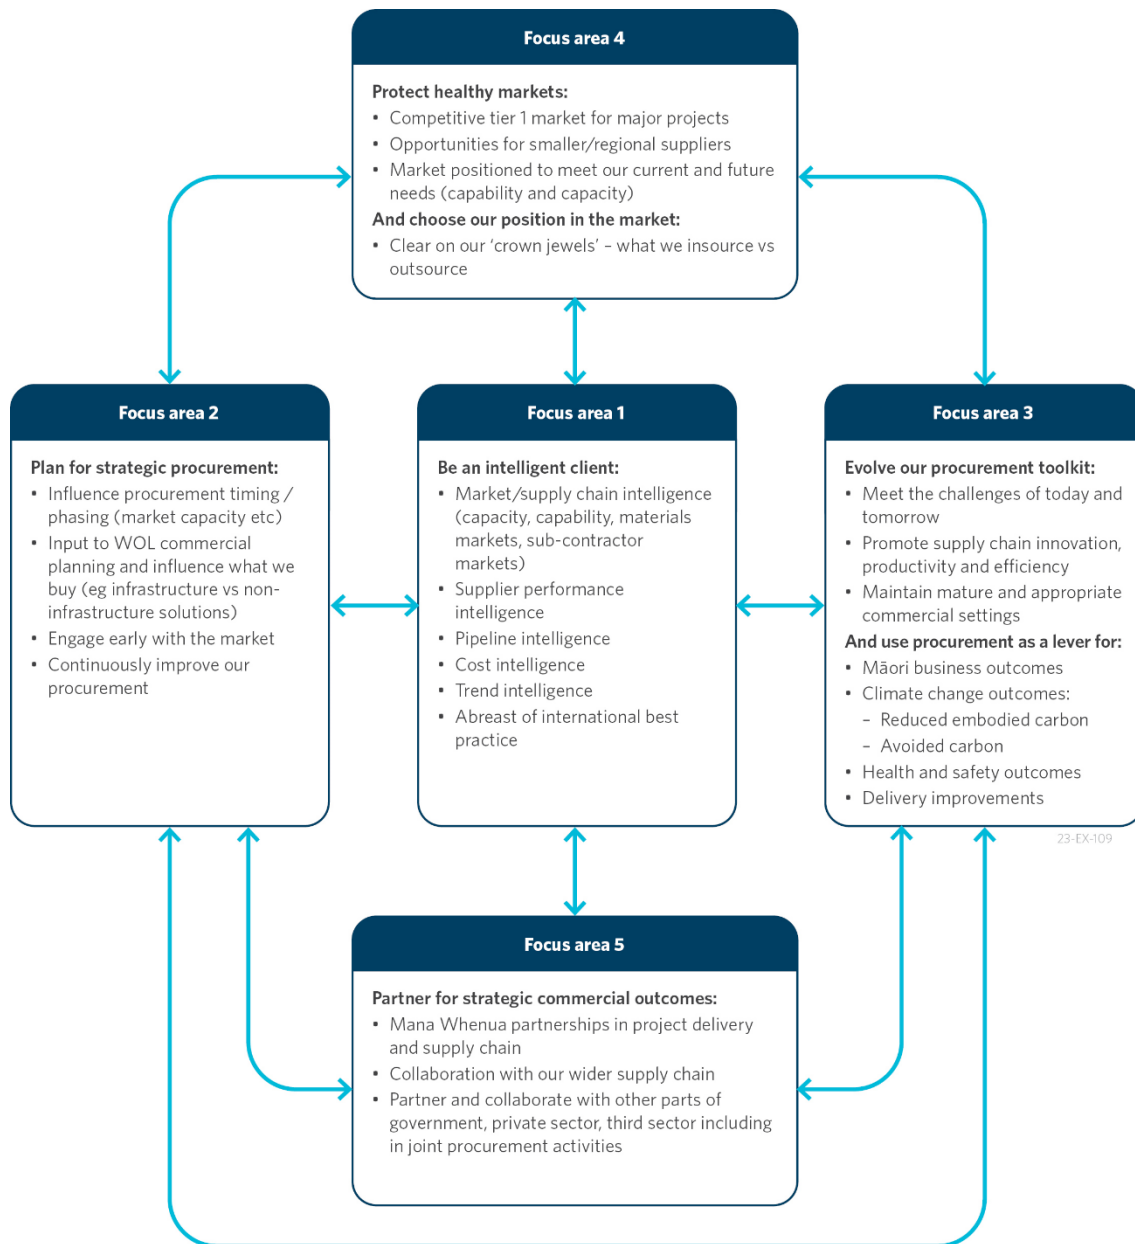 Focus area 4
Protect healthy markets:
• Competitive tier 1 market for major projects
• Opportunities for smaller/regional suppliers
• Market positioned to meet our current and future
needs (capability and capacity)
And choose our position in the market:
• Clear on our ‘crown jewels’ – what we insource vs
outsource
Focus area 2
Plan for strategic procurement:
• Influence procurement timing /
phasing (market capacity etc)
• Input to WOL commercial
planning and influence what we
buy (eg infrastructure vs non-
infrastructure solutions)
• Engage early with the market
• Continuously improve our
procurement
Focus area 1
Be an intelligent client:
• Market/supply chain intelligence
(capacity, capability, materials
markets, sub-contractor
markets)
• Supplier performance
intelligence
• Pipeline intelligence
• Cost intelligence
• Trend intelligence
• Abreast of international best
practice
Focus area 3
Evolve our procurement toolkit:
• Meet the challenges of today and
tomorrow
• Promote supply chain innovation,
productivity and efficiency
• Maintain mature and appropriate
commercial settings
And use procurement as a lever for:
• Māori business outcomes
• Climate change outcomes:
– Reduced embodied carbon
– Avoided carbon
• Health and safety outcomes
• Delivery improvements
23-EX-109
Focus area 5
Partner for strategic commercial outcomes:
• Mana Whenua partnerships in project delivery
and supply chain
• Collaboration with our wider supply chain
• Partner and collaborate with other parts of
government, private sector, third sector including
in joint procurement activities